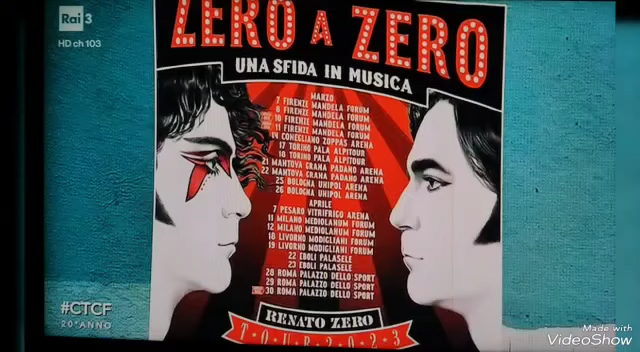 Rai 3
HD ch 103
ZERO A ZERO
UNA SFIDA IN MUSICA
MARZO
7 FIRENZE MANDELA FORUM
8 FIRENZE MANDELA FORUM
10 FIRENZE MANDELA FORUM
11 FIRENZE MANDELA FORUM
14 CONEGLIANO ZOPPAS ARENA
17 TORINO PALA ALPITOUR
18 TORINO PALA ALPITOUR
21 MANTOVA GRANA PADANO ARENA
22 MANTOVA GRANA PADANO ARENA
25 BOLOGNA UNIPOL ARENA
26 BOLOGNA UNIPOL ARENA
APRILE
7 PESARO VITRIFRIGO ARENA
11 MILANO MEDIOLANUM FORUM
12 MILANO MEDIOLANUM FORUM
18 LIVORNO MODIGLIANI FORUM
19 LIVORNO MODIGLIANI FORUM
22 EBOLI PALASELE
23 EBOLI PALASELE
28 ROMA PALAZZO DELLO SPORT
29 ROMA PALAZZO DELLO SPORT
30 ROMA PALAZZO DELLO SPORT
RENATO ZERO
TOUR 2023
#CTCF
20° ANNO
Made with
VideoShow